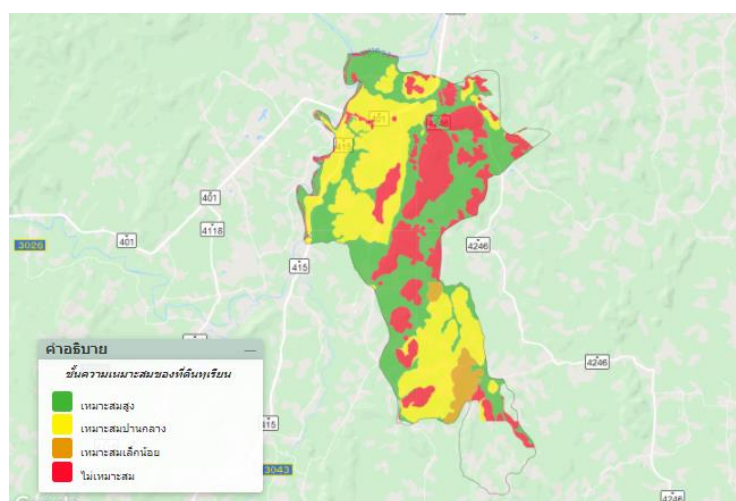 401
415
4246
401
4118
401
3026
415
4246
4246
คำอธิบาย
ชั้นความเหมาะสมของที่ดินทุเรียน
เหมาะสมสูง
เหมาะสมปานกลาง
เหมาะสมเล็กน้อย
ไม่เหมาะสม
415
3043